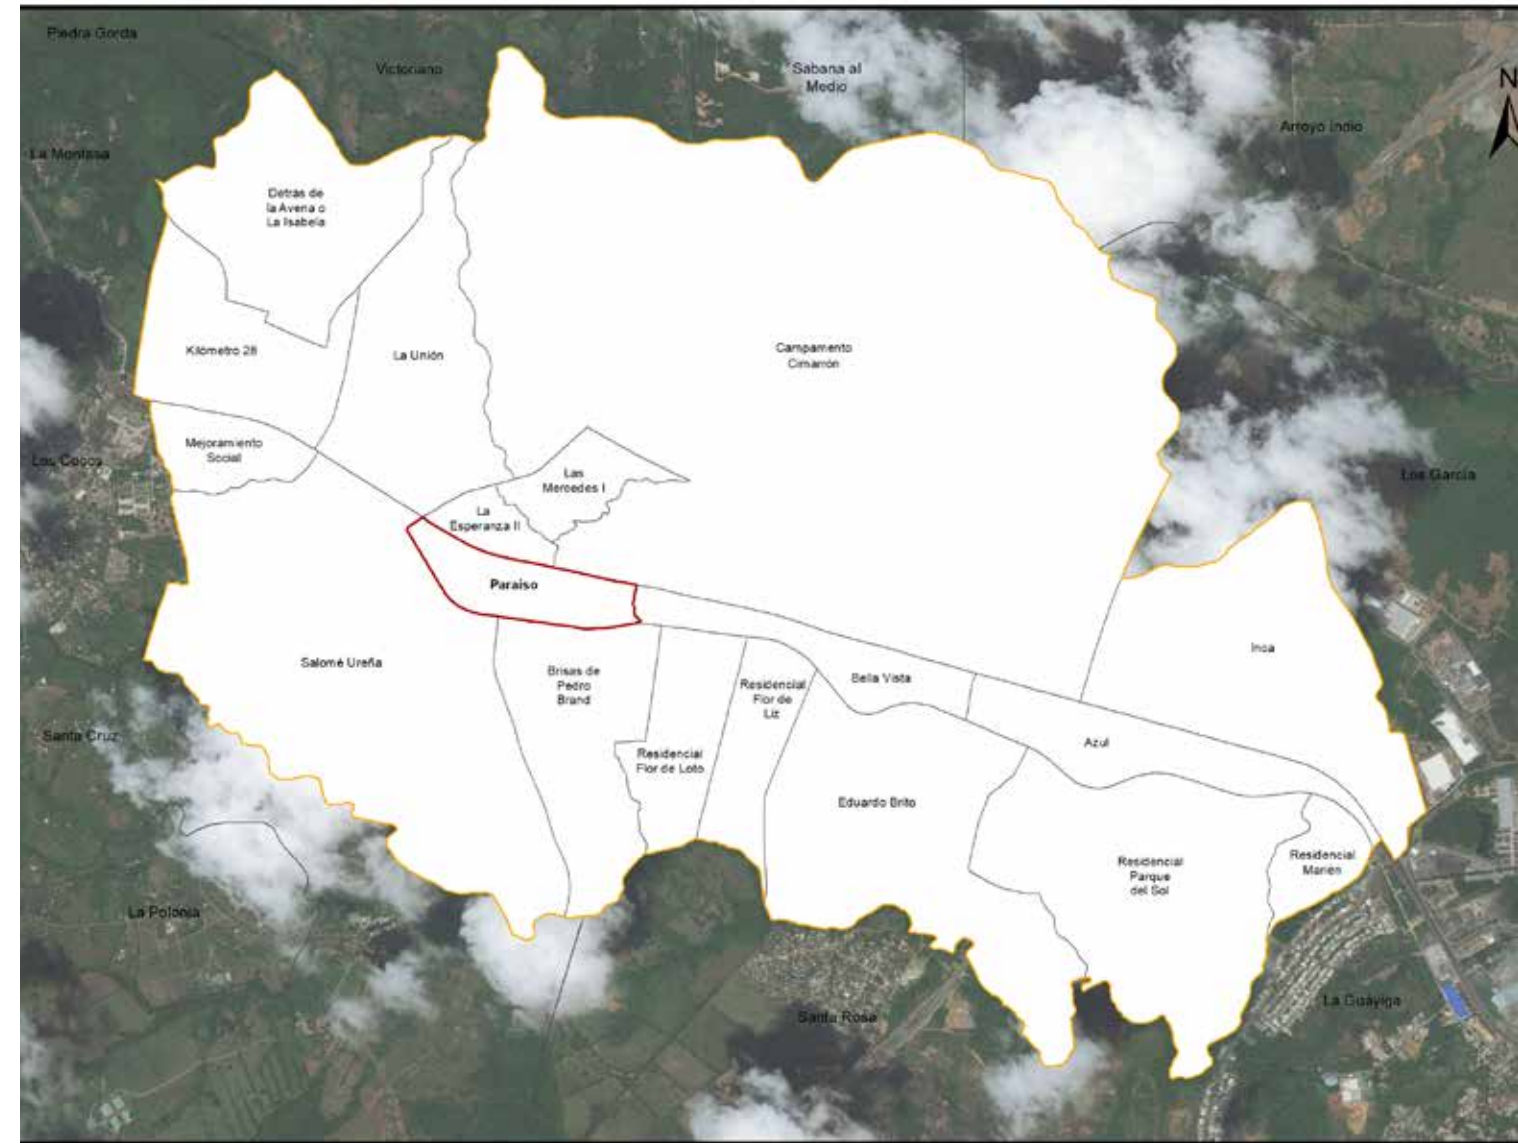 Piedra Gorda
Victoriano
Sabana al
Medio
N
Arroyo Indio
La Montasa
Detrás de
la Avena o
La Isabela
Kilómetro 28
La Unión
Campamento
Cimarrón
Mejoramiento
Social
Los Cocos
Las
Mercedes I
Los García
La
Esperanza II
Paraíso
Salomé Ureña
Brisas de
Pedro
Brand
Inca
Bella Vista
Residencial
Flor de
Liz
Santa Cruz
Azul
Residencial
Flor de Loto
Eduardo Brito
Residencial
Parque
del Sol
Residencial
Marién
La Polonia
La Guáyiga
Santa Rosa